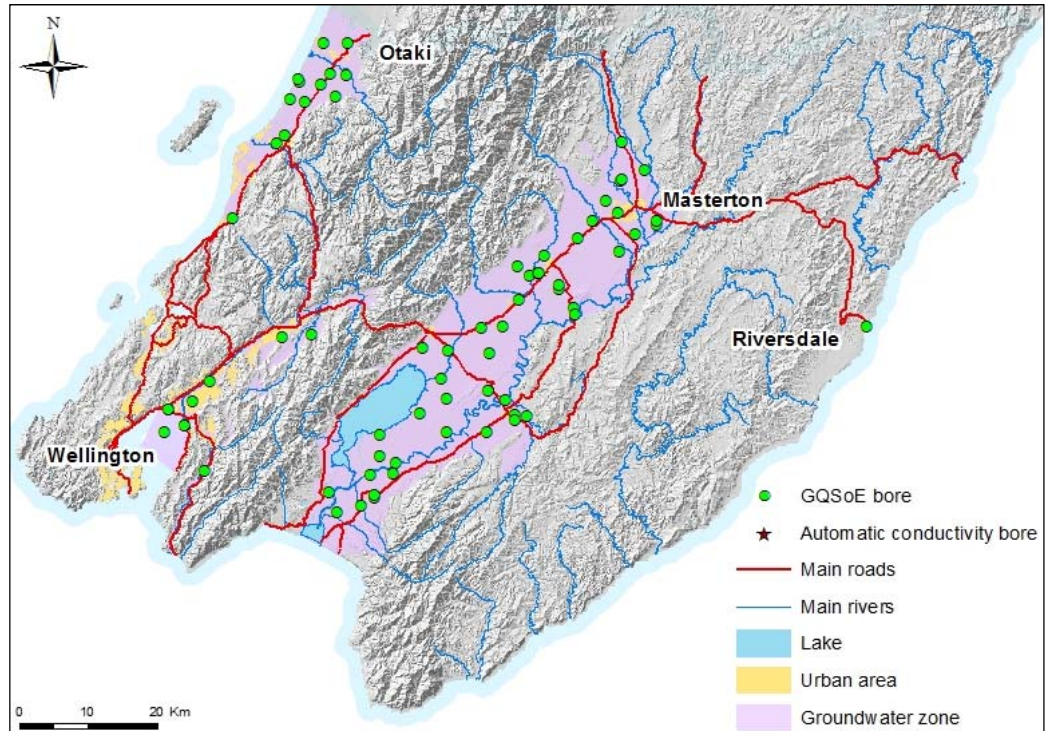 N
Otaki
Masterton
Riversdale
Wellington
GQSoE bore
Automatic conductivity bore
Main roads
Main rivers
Lake
Urban area
Groundwater zone
0 10 20 Km